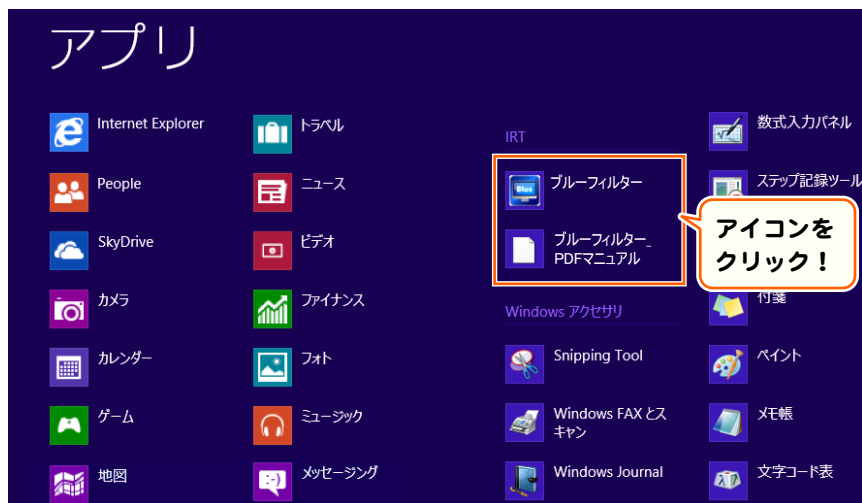 アプリ
Internet Explorer
People
SkyDrive
カメラ
カレンダー
ゲーム
地図
トラベル
ニュース
ビデオ
ファイナンス
フォト
ミュージック
メッセージング
IRT
Blue
ブルーフィルター
ブルーフィルター_
PDFマニュアル
Windows アクセサリ
Snipping Tool
Windows FAX とス
キャン
Windows Journal
数式入力パネル
ステップ記録ツール
アイコンを
クリック！
付箋
ペイント
メモ帳
文字コード表